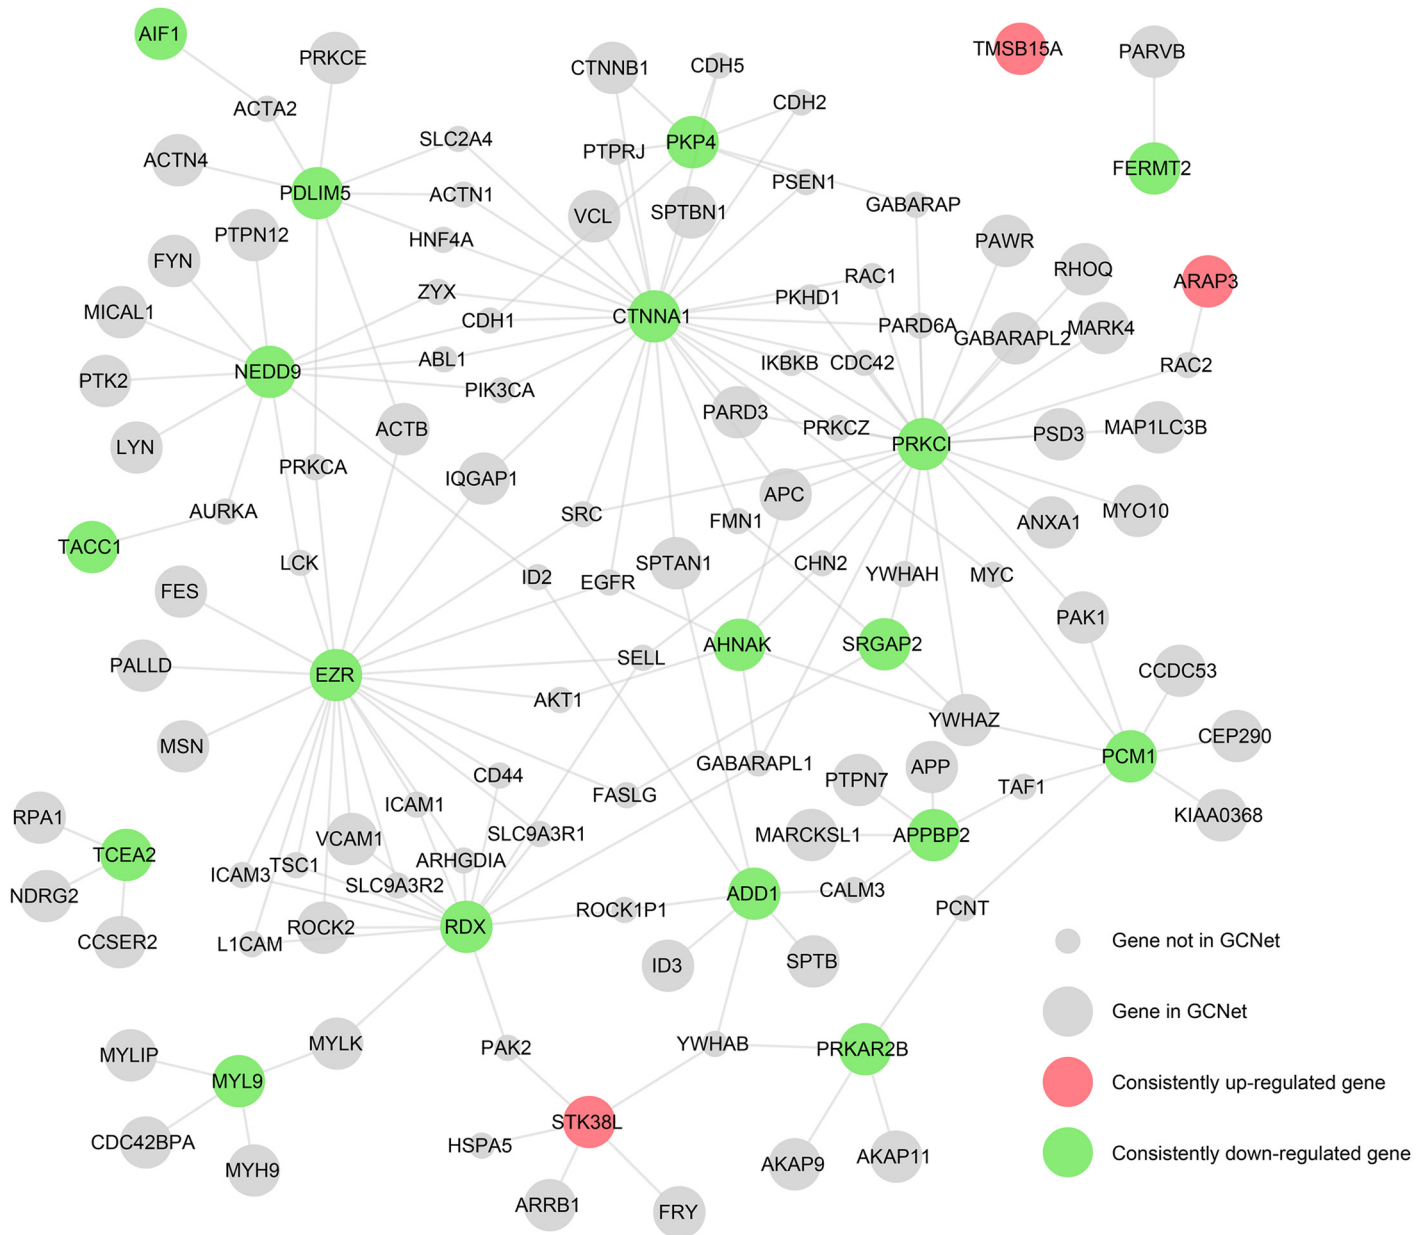 AIF1
TMSB15A
PARVB
PRKCE
CTNNB1
CDH5
CDH2
ACTA2
SLC2A4
PKP4
PTPRJ
ACTN4
FERMT2
PSEN1
PDLIM5
ACTN1
GABARAP
VCL
SPTBN1
PTPN12
HNF4A
PAWR
FYN
RHOQ
RAC1
ARAP3
ZYX
PKHD1
MICAL1
CDH1
CTNNA1
PARD6A
GABARAPL2
MARK4
ABL1
IKBKB
CDC42
RAC2
NEDD9
PTK2
PIK3CA
PARD3
ACTB
PRKCZ
MAP1LC3B
PSD3
PRKCI
LYN
PRKCA
IQGAP1
APC
AURKA
SRC
FMN1
ANXA1
MYO10
TACC1
LCK
SPTAN1
CHN2
ID2
EGFR
YWHAH
MYC
FES
PAK1
AHNAK
SRGAP2
PALLD
EZR
SELL
CCDC53
AKT1
YWHAZ
MSN
CEP290
PCM1
GABARAPL1
CD44
PTPN7
APP
TAF1
FASLG
ICAM1
RPA1
KIAA0368
VCAM1
SLC9A3R1
MARCKSL1
APPBP2
TCEA2
TSC1
ARHGDIA
ICAM3
SLC9A3R2
NDRG2
ADD1
CALM3
ROCK1P1
PCNT
ROCK2
RDX
CCSER2
L1CAM
Gene not in GCNet
ID3
SPTB
Gene in GCNet
MYLK
PAK2
YWHAB
PRKAR2B
MYLIP
MYL9
Consistently up-regulated gene
STK38L
CDC42BPA
HSPA5
Consistently down-regulated gene
AKAP11
AKAP9
MYH9
ARRB1
FRY